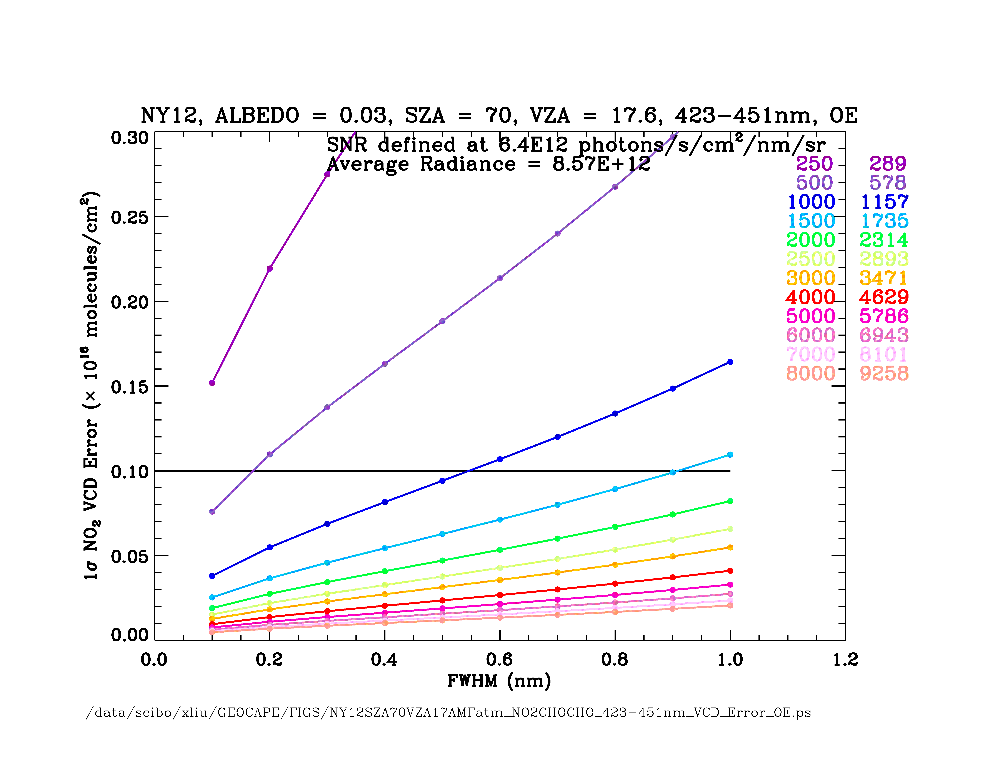 NY12, ALBEDO = 0.03, SZA = 70, VZA = 17.6, 423-451nm, OE
SNR defined at 6.4E12 photons/s/cm²/nm/sr
Average Radiance = 8.57E+12
250 289
500 578
1000 1157
1500 1735
2000 2314
2500 2893
3000 3471
4000 4629
5000 5786
6000 6943
7000 8101
8000 9258
1σ NO₂ VCD Error (× 10¹⁶ molecules/cm²)
0.30
0.25
0.20
0.15
0.10
0.05
0.00
0.0 0.2 0.4 0.6 0.8 1.0 1.2
FWHM (nm)
/data/scibo/xliu/GEOCAPE/FIGS/NY12SZA70VZA17AMFatm_NO2CHOCHO_423-451nm_VCD_Error_OE.ps